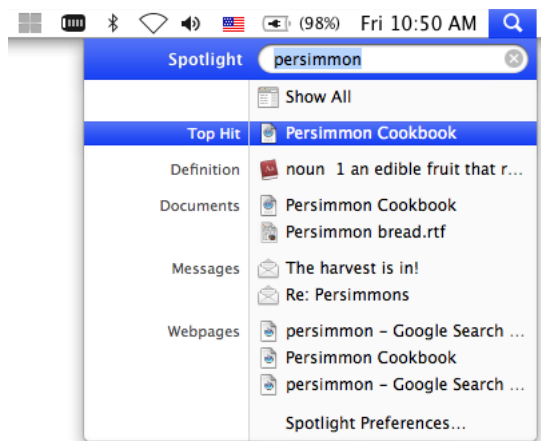 (98%) Fri 10:50 AM
Spotlight persimmon
Show All
Top Hit Persimmon Cookbook
Definition noun 1 an edible fruit that r...
Documents Persimmon Cookbook
Persimmon bread.rtf
Messages The harvest is in!
Re: Persimmons
Webpages persimmon – Google Search ...
Persimmon Cookbook
persimmon – Google Search ...
Spotlight Preferences...